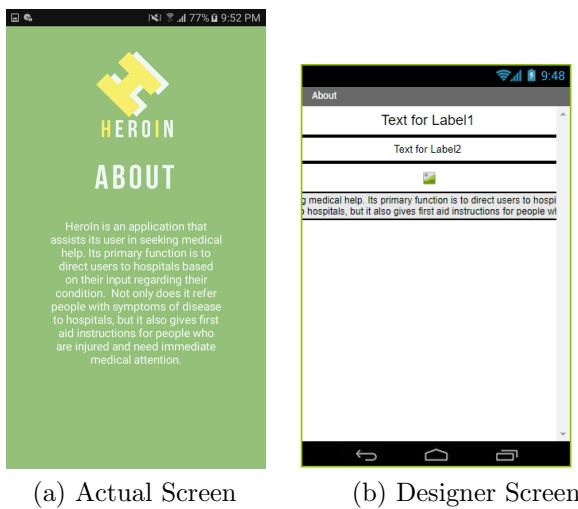 77% 9:52 PM
HEROIN
ABOUT
HeroIn is an application that
assists its user in seeking medical
help. Its primary function is to
direct users to hospitals based
on their input regarding their
condition.  Not only does it refer
people with symptoms of disease
to hospitals, but it also gives first
aid instructions for people who
are injured and need immediate
medical attention.
(a) Actual Screen
9:48
About
Text for Label1
Text for Label2
medical help. Its primary function is to direct users to hospi
hospitals, but it also gives first aid instructions for people
(b) Designer Screen